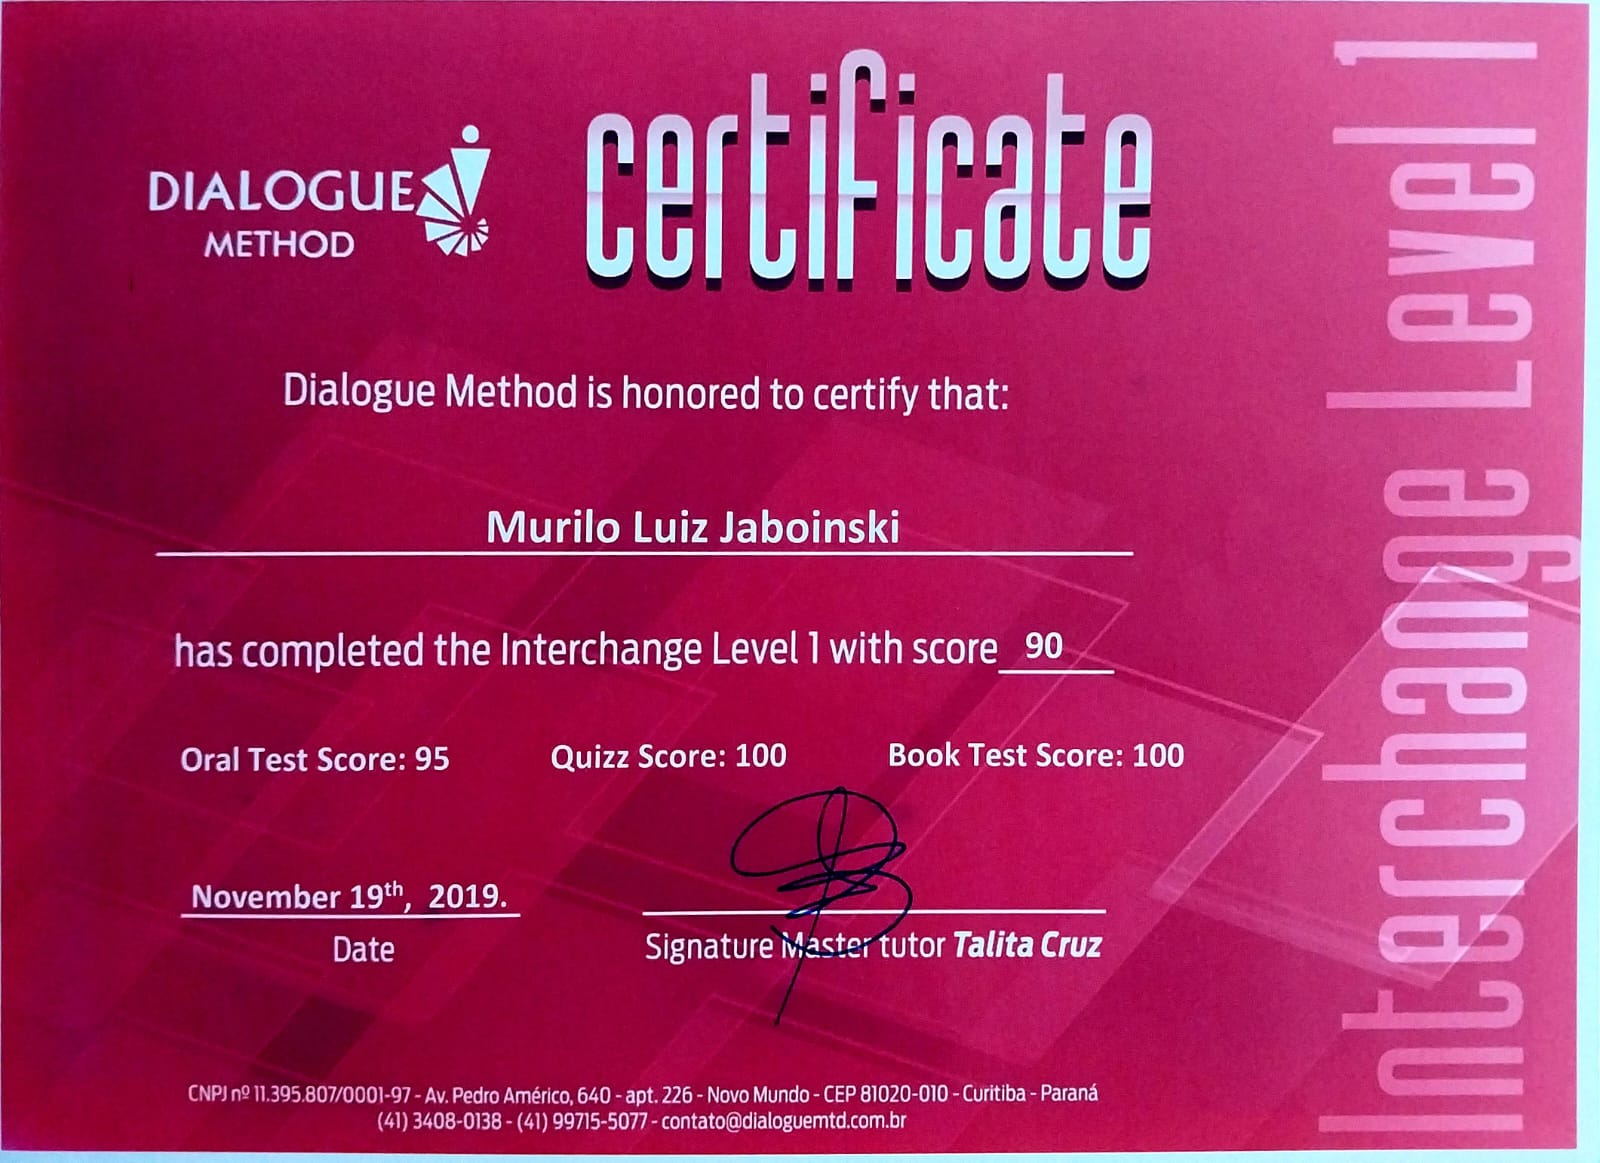 DIALOGUE
METHOD
certificate
Dialogue Method is honored to certify that:
Murilo Luiz Jaboinski
has completed the Interchange Level 1 with score 90
Oral Test Score: 95 Quizz Score: 100 Book Test Score: 100
November 19th, 2019.
Date
Signature Master tutor Talita Cruz
CNPJ nº 11.395.807/0001-97 - Av. Pedro Américo, 640 - apt. 226 - Novo Mundo - CEP 81020-010 - Curitiba - Paraná
(41) 3408-0138 - (41) 99715-5077 - contato@dialoguemtd.com.br
Interchange Level 1